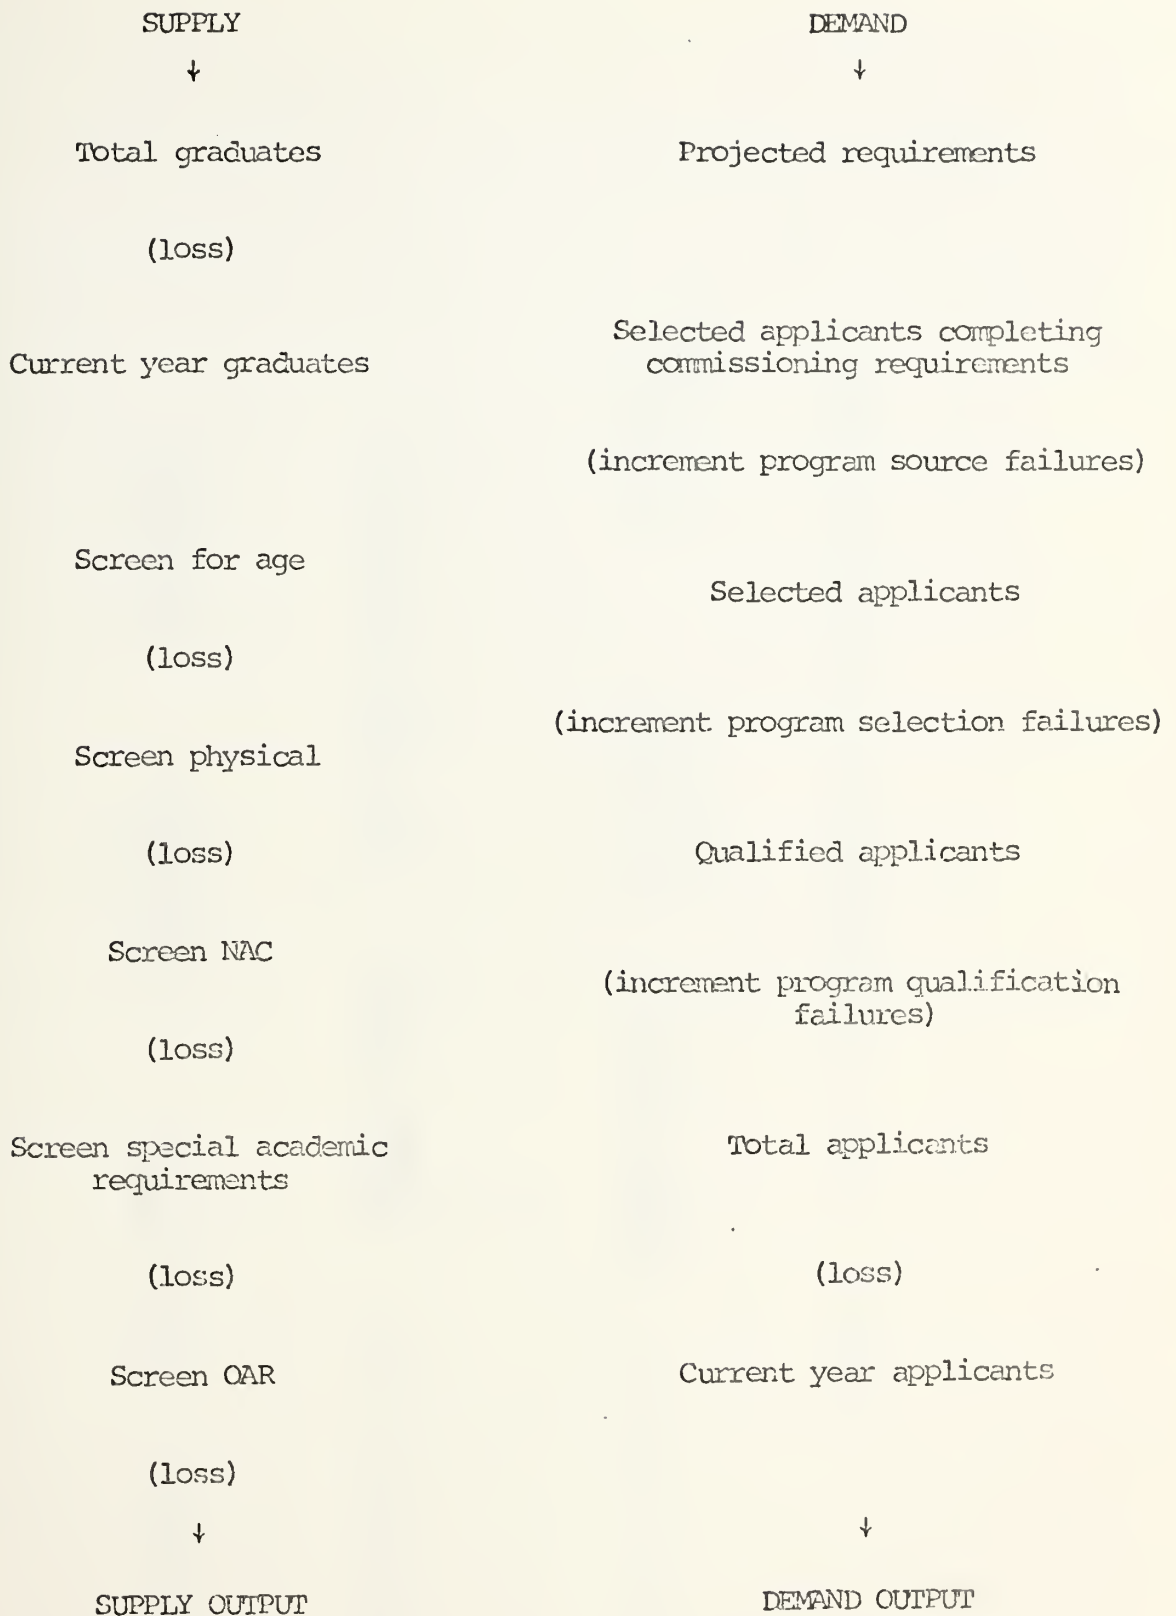 SUPPLY
↓
Total graduates
(loss)
Current year graduates
Screen for age
(loss)
Screen physical
(loss)
Screen NAC
(loss)
Screen special academic
requirements
(loss)
Screen OAR
(loss)
↓
SUPPLY OUTPUT
DEMAND
↓
Projected requirements
Selected applicants completing
commissioning requirements
(increment program source failures)
Selected applicants
(increment program selection failures)
Qualified applicants
(increment program qualification
failures)
Total applicants
(loss)
Current year applicants
↓
DEMAND OUTPUT